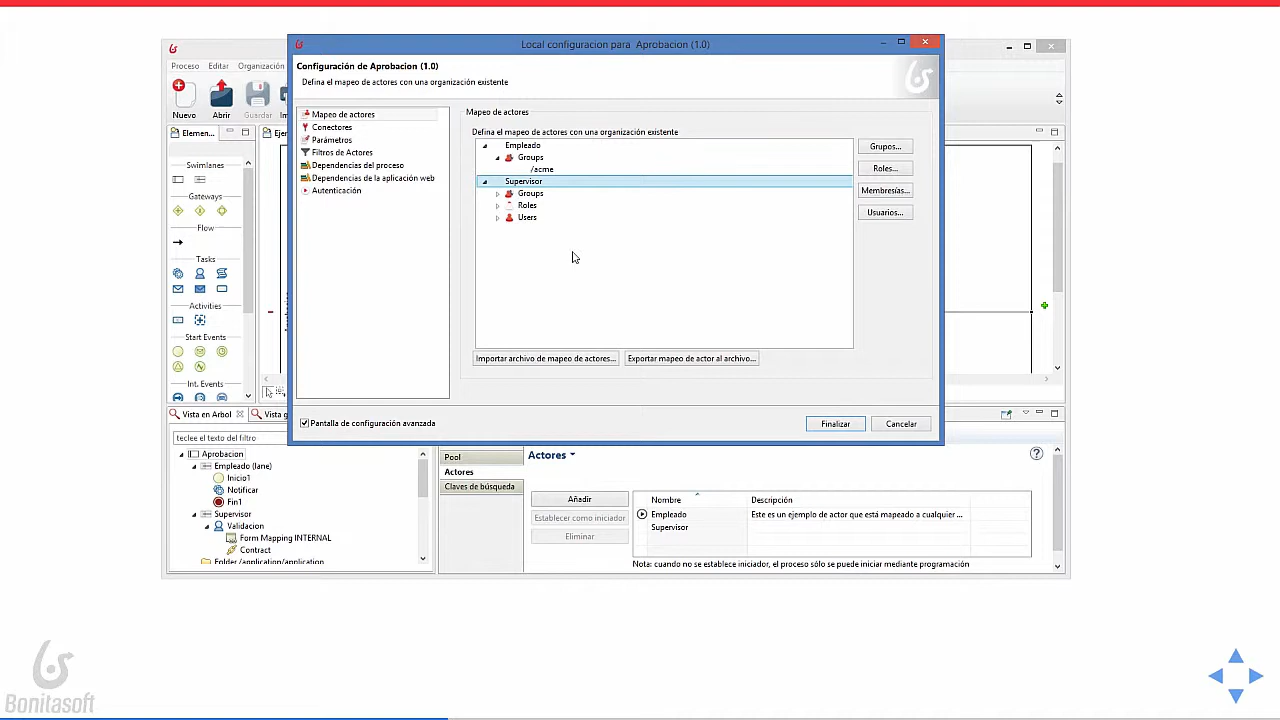 Local configuracion para Aprobacion (1.0)
Configuración de Aprobacion (1.0)
Defina el mapeo de actores con una organización existente
Proceso Editar Organización
Nuevo Abrir Guardar
Elemen...
Swimlanes
Gateways
Flow
Tasks
Activities
Start Events
Int. Events
Mapeo de actores
Conectores
Parámetros
Filtros de Actores
Dependencias del proceso
Dependencias de la aplicación web
Autenticación
Mapeo de actores
Defina el mapeo de actores con una organización existente
Empleado
Groups
/acme
Supervisor
Groups
Roles
Users
Grupos...
Roles...
Membresías...
Usuarios...
Importar archivo de mapeo de actores... Exportar mapeo de actor al archivo...
Pantalla de configuración avanzada
Finalizar Cancelar
Vista en Arbol
teclee el texto del filtro
Aprobacion
Empleado (lane)
Inicio1
Notificar
Fin1
Supervisor
Validacion
Form Mapping INTERNAL
Contract
Folder /application/application
Pool
Actores
Claves de búsqueda
Actores
Añadir
Establecer como iniciador
Eliminar
Nombre Descripción
Empleado Este es un ejemplo de actor que está mapeado a cualquier ...
Supervisor
Nota: cuando no se establece iniciador, el proceso sólo se puede iniciar mediante programación
Bonitasoft